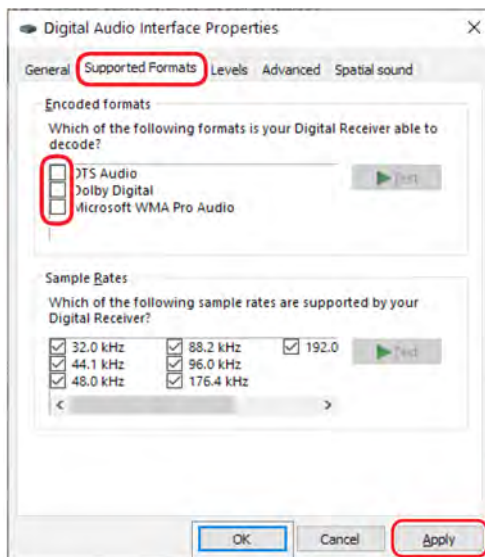 Digital Audio Interface Properties
General Supported Formats Levels Advanced Spatial sound
Encoded formats
Which of the following formats is your Digital Receiver able to
decode?
DTS Audio
Test
Dolby Digital
Microsoft WMA Pro Audio
Sample Rates
Which of the following sample rates are supported by your
Digital Receiver?
32.0 kHz 88.2 kHz 192.0
Test
44.1 kHz 96.0 kHz
48.0 kHz 176.4 kHz
OK Cancel Apply